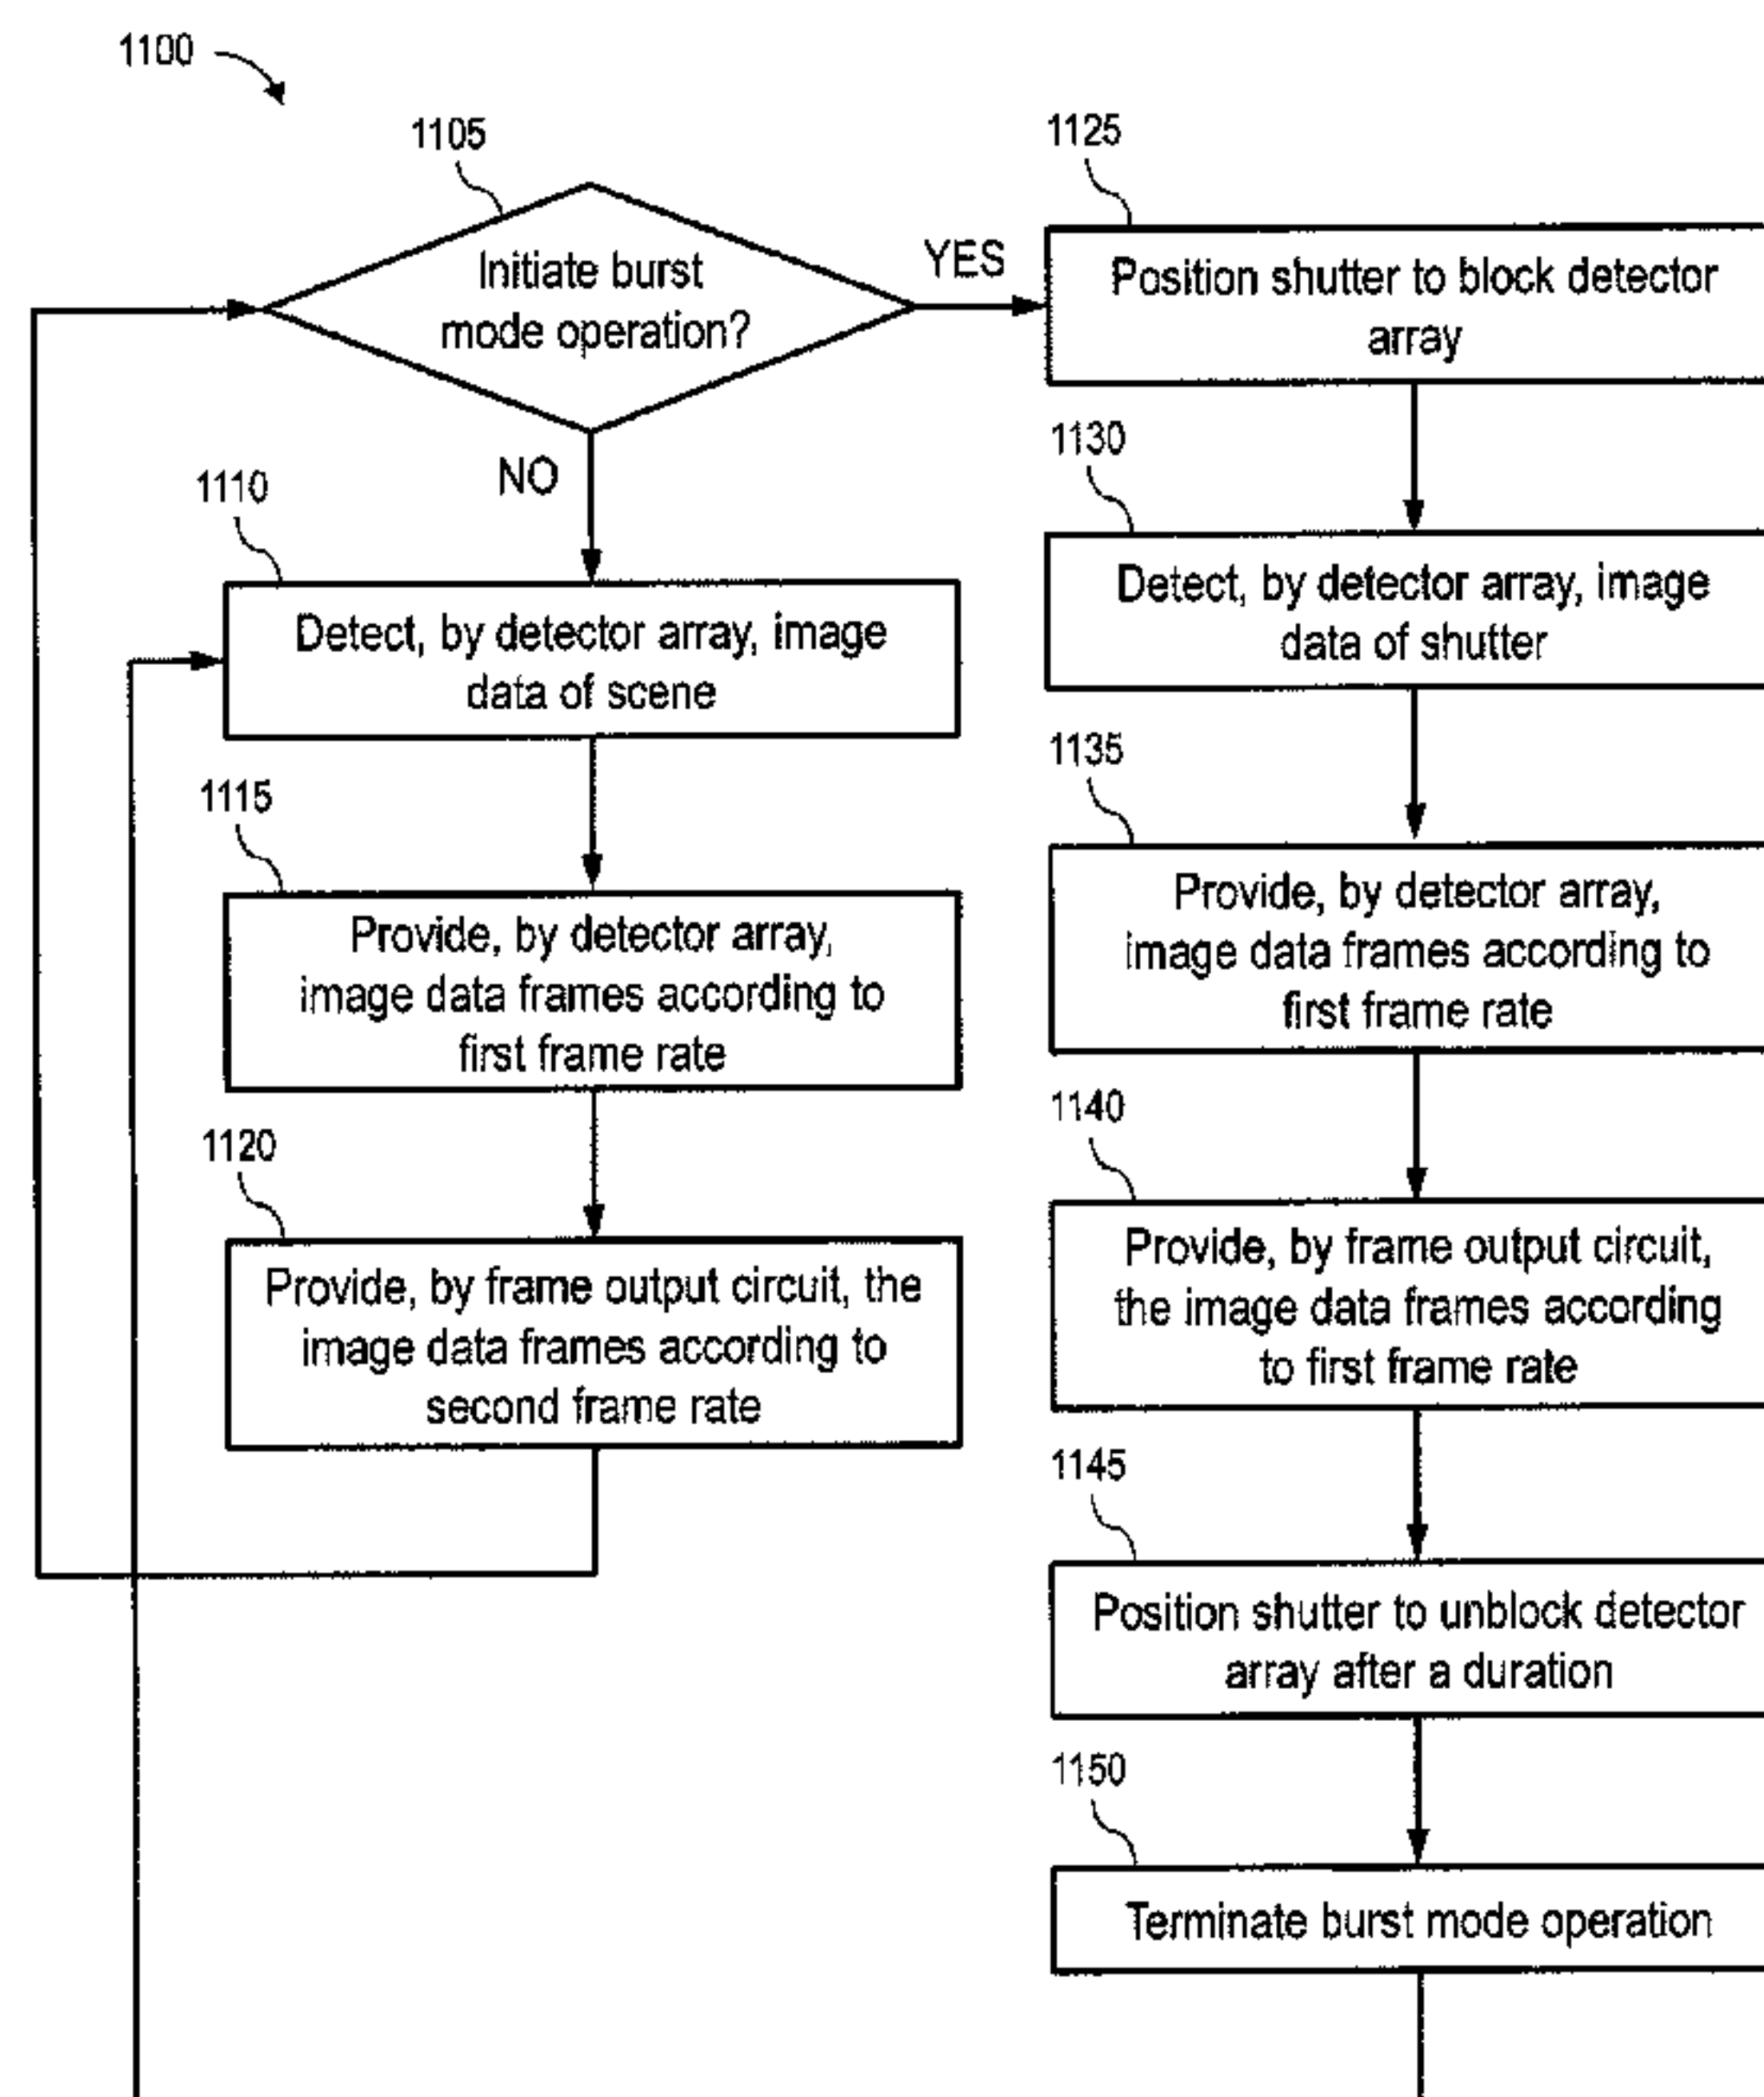 1100
1105
Initiate burst
mode operation?
YES
NO
1110
Detect, by detector array, image
data of scene
1115
Provide, by detector array,
image data frames according to
first frame rate
1120
Provide, by frame output circuit, the
image data frames according to
second frame rate
1125
Position shutter to block detector
array
1130
Detect, by detector array, image
data of shutter
1135
Provide, by detector array,
image data frames according to
first frame rate
1140
Provide, by frame output circuit,
the image data frames according
to first frame rate
1145
Position shutter to unblock detector
array after a duration
1150
Terminate burst mode operation